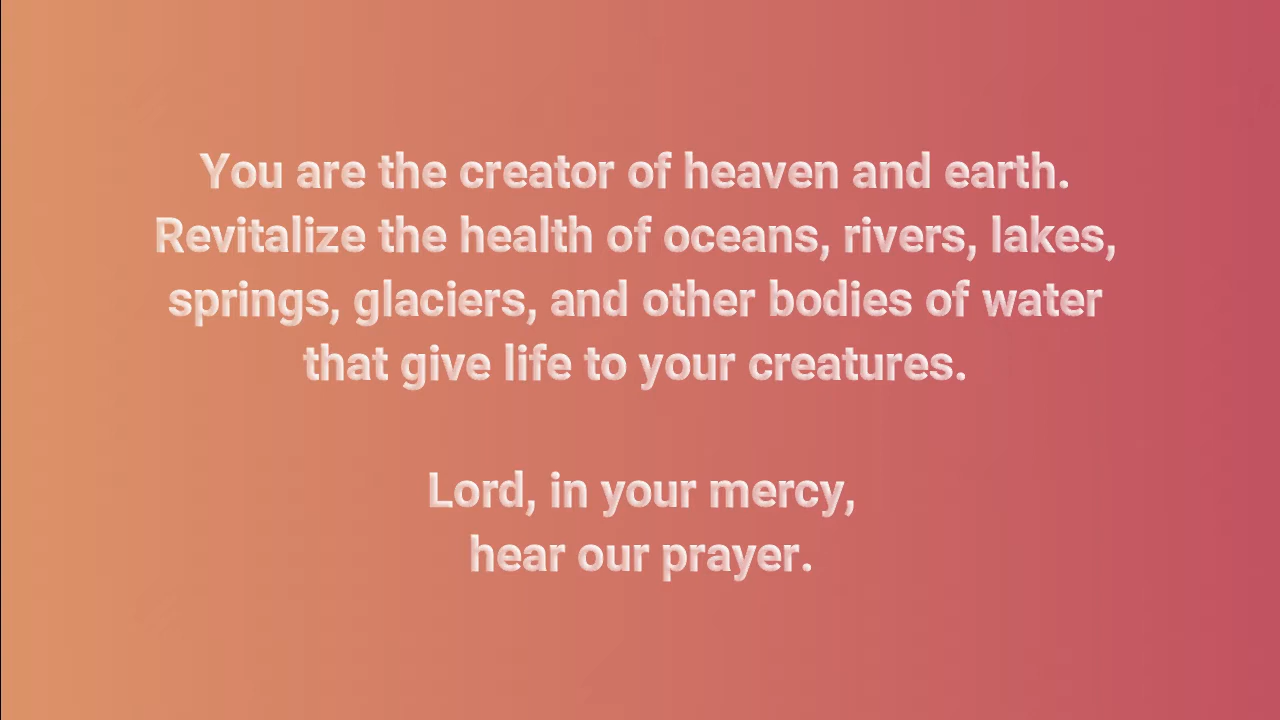 You are the creator of heaven and earth.
Revitalize the health of oceans, rivers, lakes,
springs, glaciers, and other bodies of water
that give life to your creatures.
Lord, in your mercy,
hear our prayer.